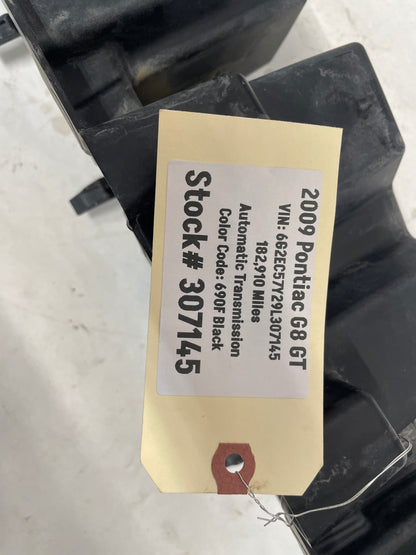 2009 Pontiac G8 GT
VIN: 6G2EC57Y29L307145
182,910 Miles
Automatic Transmission
Color Code: 690F Black
Stock# 307145